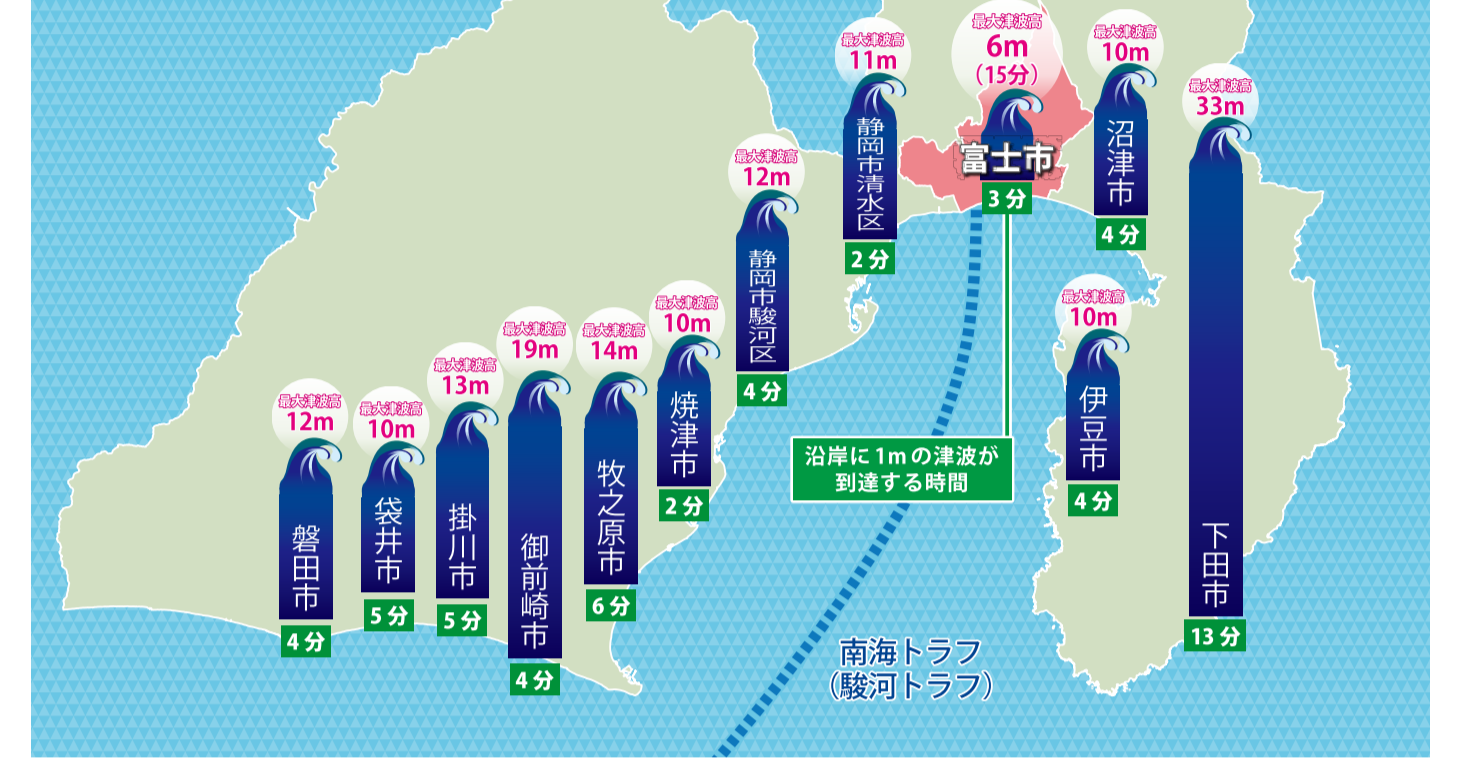 最大津波高
12m
磐田市
4分
最大津波高
10m
袋井市
5分
最大津波高
13m
掛川市
5分
最大津波高
19m
御前崎市
4分
最大津波高
14m
牧之原市
6分
最大津波高
10m
焼津市
2分
最大津波高
12m
静岡市駿河区
4分
最大津波高
11m
静岡市清水区
2分
最大津波高
6m
（15分）
富士市
3分
最大津波高
10m
沼津市
4分
最大津波高
10m
伊豆市
4分
最大津波高
33m
下田市
13分
沿岸に1mの津波が
到達する時間
南海トラフ
（駿河トラフ）